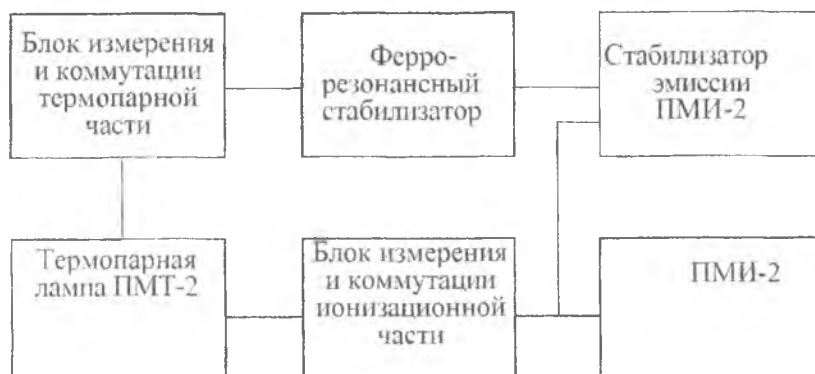 Блок измерения
и коммутации
термопарной
части
Ферро-
резонансный
стабилизатор
Стабилизатор
эмиссии
ПМИ-2
Термопарная
лампа ПМТ-2
Блок измерения
и коммутации
ионизационной
части
ПМИ-2